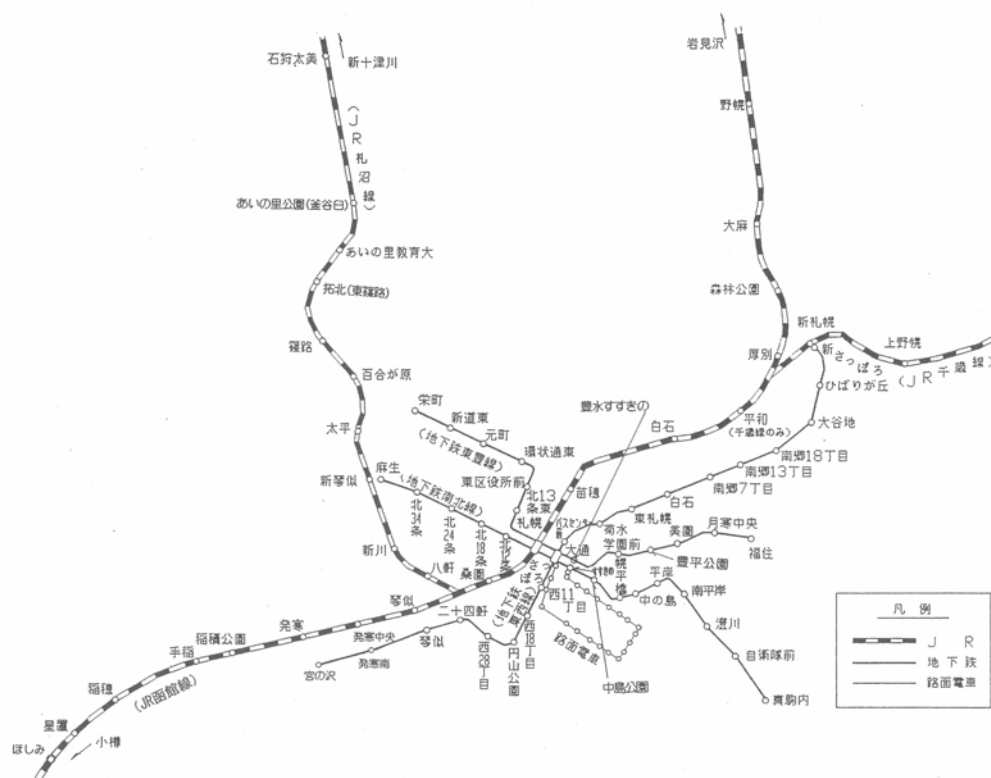 岩見沢
石狩太美
新十津川
野幌
(JR札沼線)
あいの里公園(釜谷臼)
大麻
あいの里教育大
拓北(東篠路)
森林公園
新札幌
篠路
厚別
上野幌
新さっぽろ
(JR千歳線)
百合が原
ひばりが丘
栄町
豊水すすきの
新道東
平和
(千歳線のみ)
大谷地
太平
元町
白石
(地下鉄東豊線)
環状通東
南郷18丁目
麻生
(地下鉄南北線)
東区役所前
南郷13丁目
新琴似
北13条東
苗穂
南郷7丁目
北34条
白石
北24条
札幌
バスセンター前
東札幌
北18条
菊水
月寒中央
新川
大通
学園前
美園
福住
八軒
桑園
さっぽろ
幌平橋
豊平公園
平岸
琴似
(地下鉄東西線)
西11丁目
中の島
南平岸
二十四軒
発寒
稲積公園
西18丁目
澄川
手稲
発寒中央
琴似
路面電車
発寒南
西28丁目
円山公園
自衛隊前
宮の沢
中島公園
稲穂
(JR函館線)
真駒内
星置
ほしみ
小樽
凡例
JR
地下鉄
路面電車